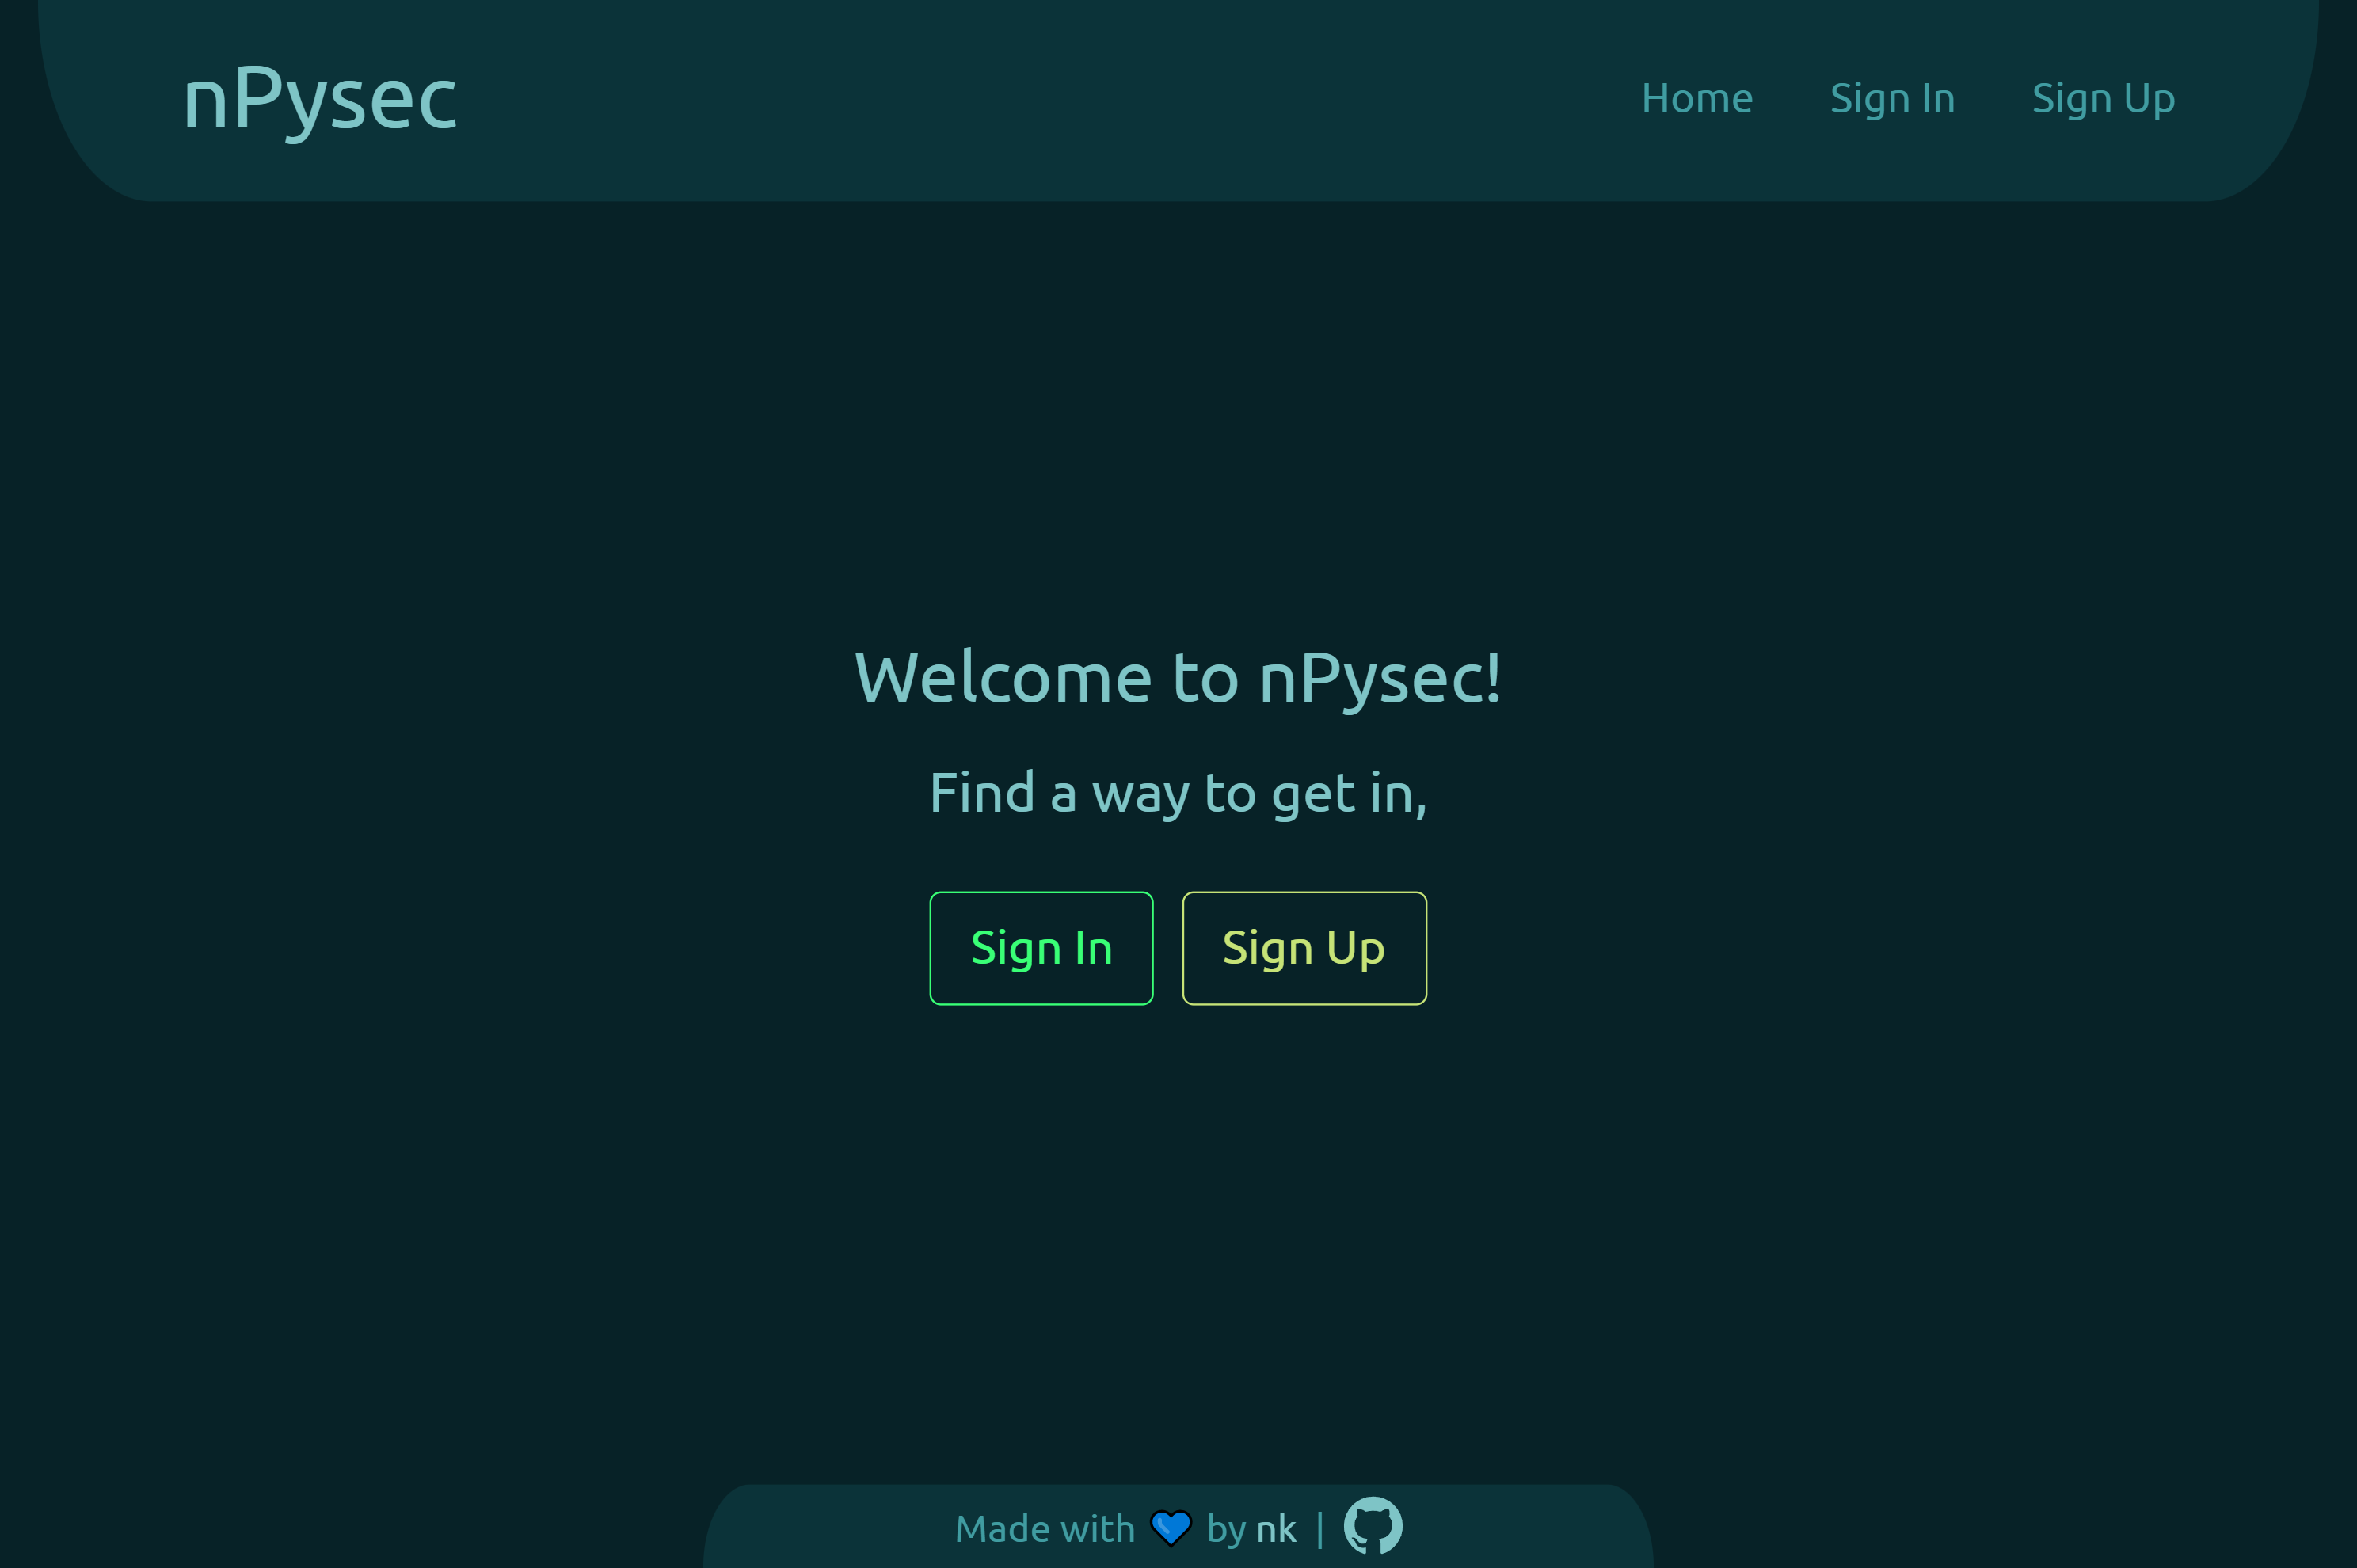 nPysec
Home Sign In Sign Up
Welcome to nPysec!
Find a way to get in,
Sign In Sign Up
Made with 💙 by nk |